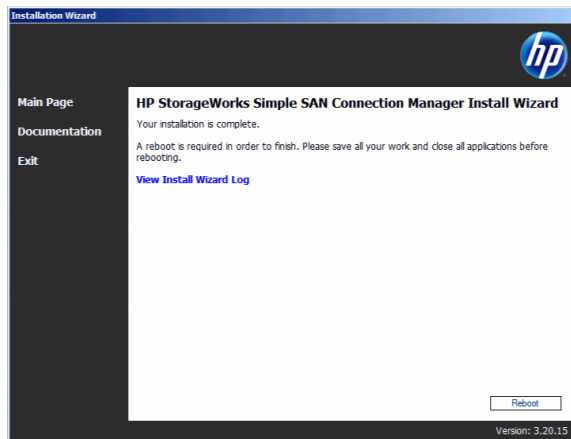 Installation Wizard
hp
Main Page
Documentation
Exit
HP StorageWorks Simple SAN Connection Manager Install Wizard
Your installation is complete.
A reboot is required in order to finish. Please save all your work and close all applications before
rebooting.
View Install Wizard Log
Reboot
Version: 3.20.15